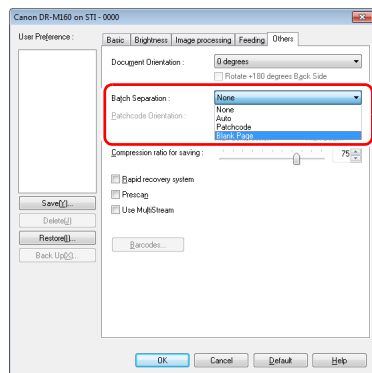 Canon DR-M160 on STI - 0000
User Preference :
Basic Brightness Image processing Feeding Others
Document Orientation : 0 degrees
Rotate +180 degrees Back Side
Batch Separation : None
None
Auto
Patchcode Orientation : Patchcode
Blank Page
Compression ratio for saving : 75
Rapid recovery system
Prescan
Use MultiStream
Save(Y)...
Delete(J)
Restore(I)...
Back Up(X)...
Barcodes...
OK Cancel Default Help